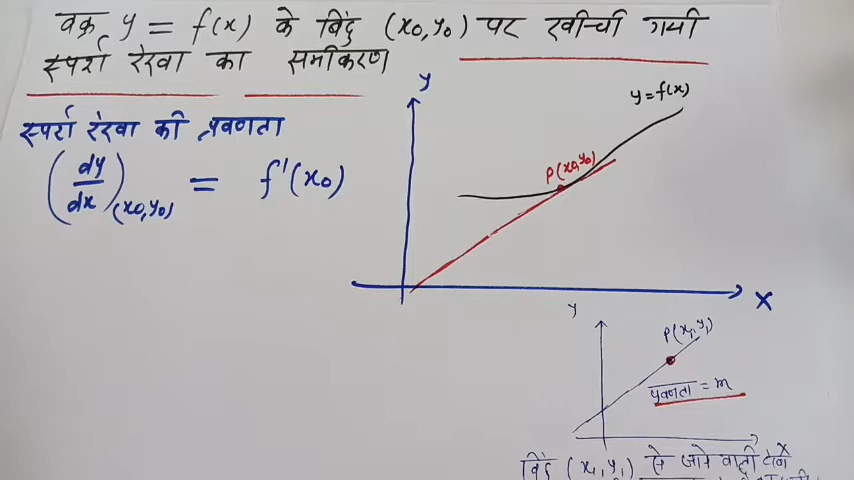 वक्र y = f(x) के बिंदु (x0,y0) पर खींची गयी
स्पर्श रेखा का समीकरण
स्पर्श रेखा की प्रवणता
(dy/dx)(x0,y0) = f'(x0)
y
y=f(x)
P(x0,y0)
X
y
P(x1,y1)
प्रवणता = m
x
बिंदु (x1,y1) से जाने वाली